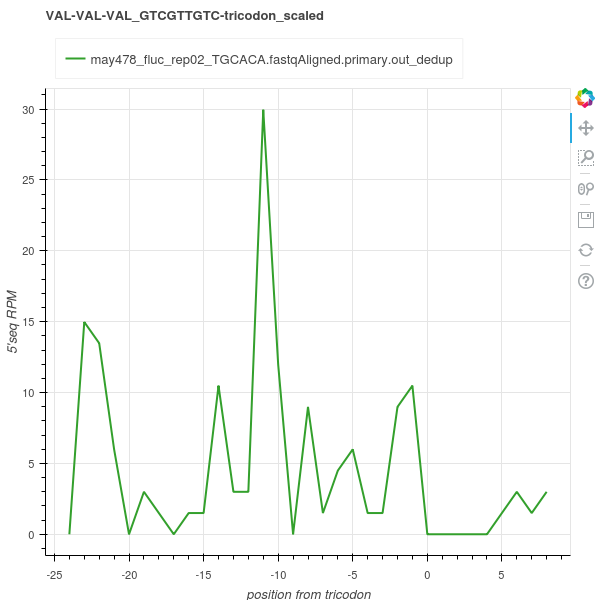 VAL-VAL-VAL_GTCGTTGTC-tricodon_scaled
may478_fluc_rep02_TGCACA.fastqAligned.primary.out_dedup
30
25
20
15
10
5
0
5'seq RPM
-25 -20 -15 -10 -5 0 5
position from tricodon